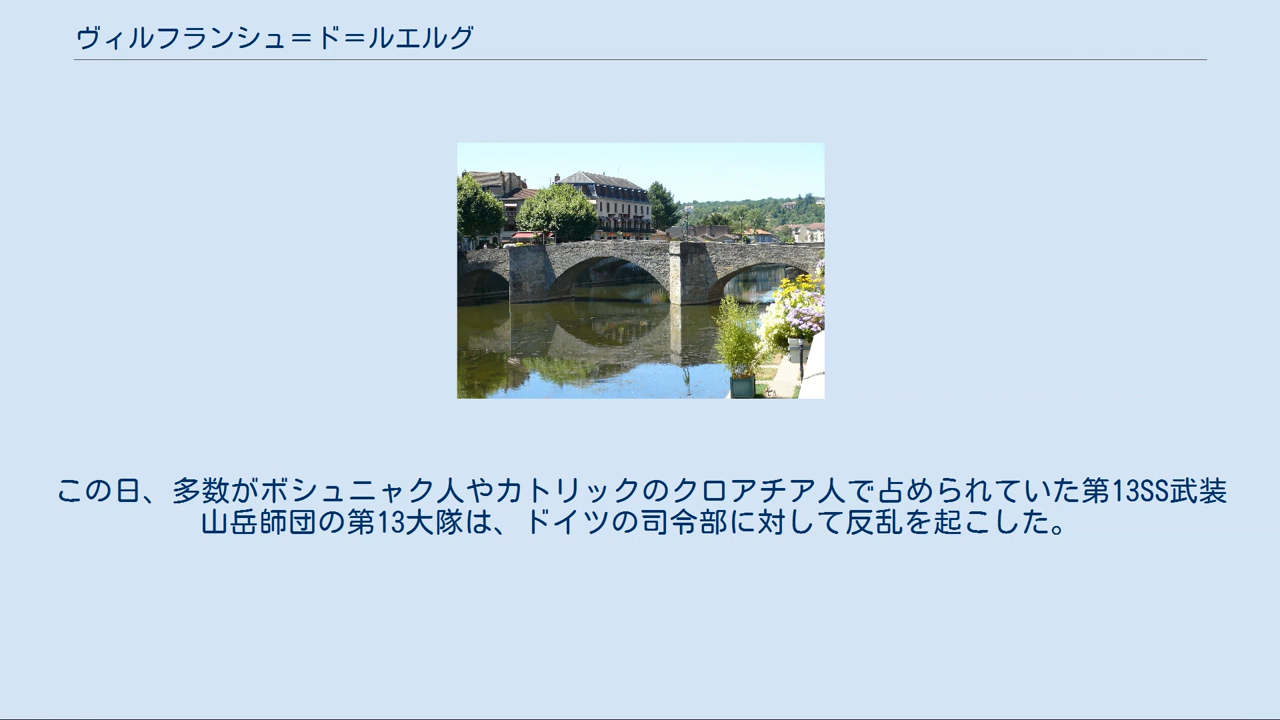 ヴィルフランシュ＝ド＝ルエルグ
この日、多数がボシュニャク人やカトリックのクロアチア人で占められていた第13SS武装
山岳師団の第13大隊は、ドイツの司令部に対して反乱を起こした。